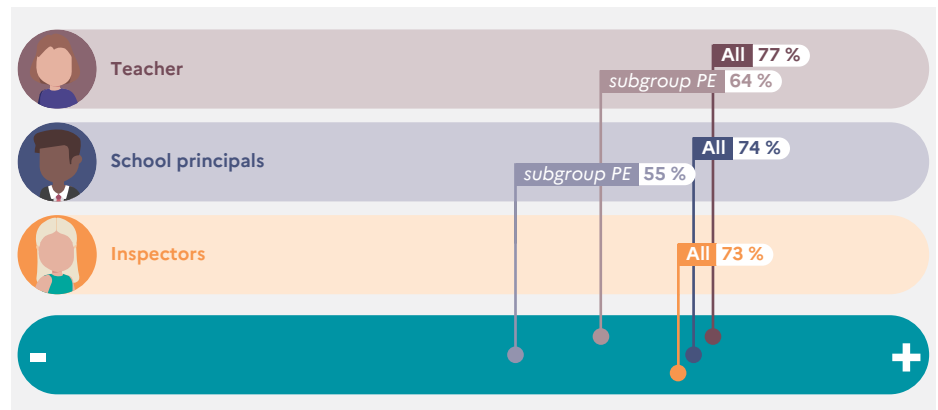 Teacher
All 77 %
subgroup PE 64 %
School principals
All 74 %
subgroup PE 55 %
Inspectors
All 73 %
- +